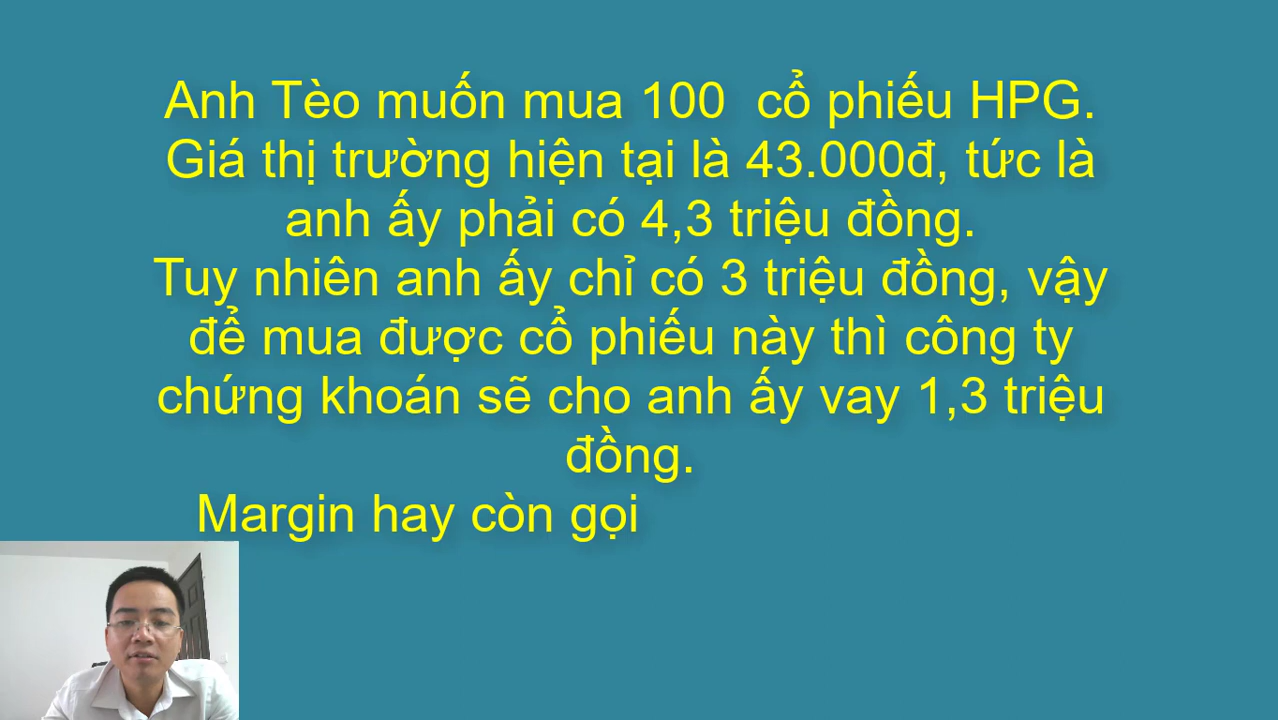 Anh Tèo muốn mua 100  cổ phiếu HPG.
Giá thị trường hiện tại là 43.000đ, tức là
anh ấy phải có 4,3 triệu đồng.
Tuy nhiên anh ấy chỉ có 3 triệu đồng, vậy
để mua được cổ phiếu này thì công ty
chứng khoán sẽ cho anh ấy vay 1,3 triệu
đồng.
Margin hay còn gọi